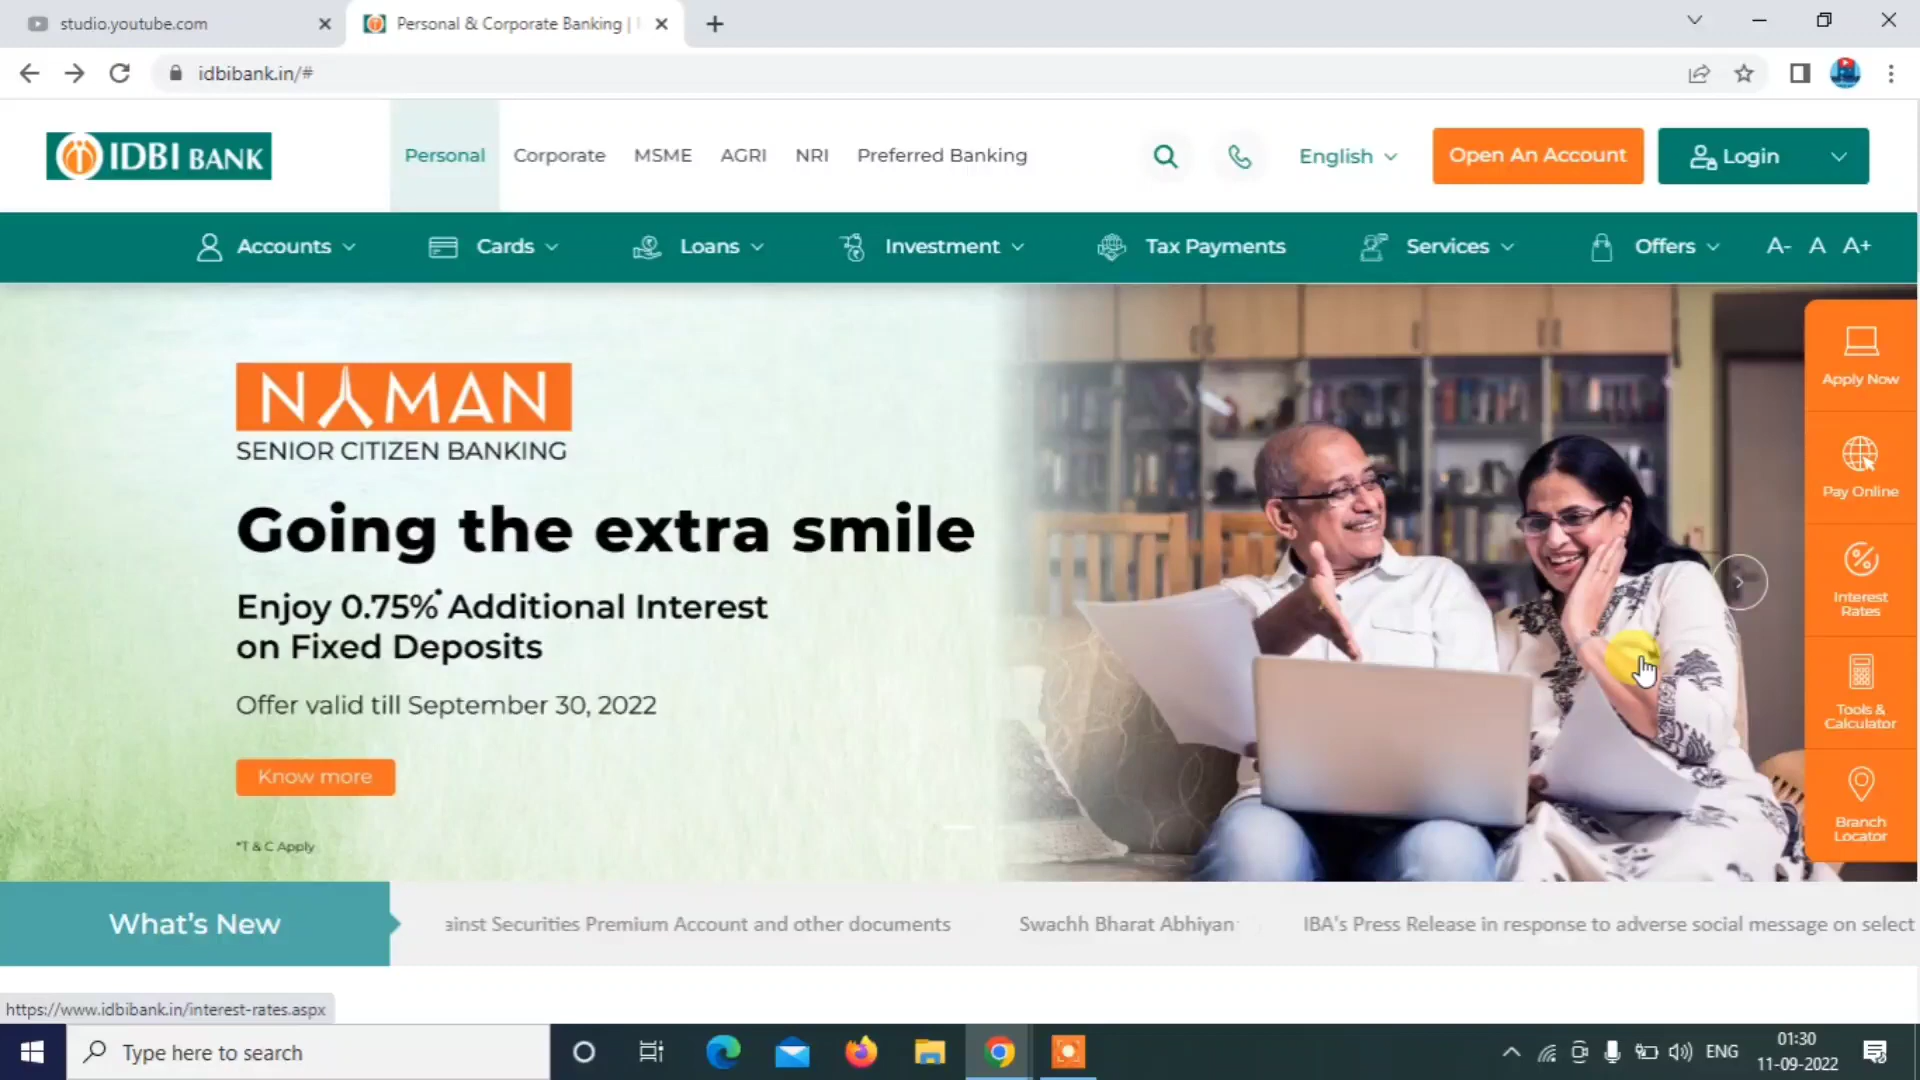 studio.youtube.com
Personal & Corporate Banking |
idbibank.in/#
IDBI BANK
Personal
Corporate
MSME
AGRI
NRI
Preferred Banking
English
Open An Account
Login
Accounts
Cards
Loans
Investment
Tax Payments
Services
Offers
A- A A+
NAMAN
SENIOR CITIZEN BANKING
Going the extra smile
Enjoy 0.75%* Additional Interest
on Fixed Deposits
Offer valid till September 30, 2022
Know more
*T & C Apply
Apply Now
Pay Online
Interest
Rates
Tools &
Calculator
Branch
Locator
What's New
ainst Securities Premium Account and other documents
Swachh Bharat Abhiyan
IBA's Press Release in response to adverse social message on select
https://www.idbibank.in/interest-rates.aspx
Type here to search
ENG
01:30
11-09-2022